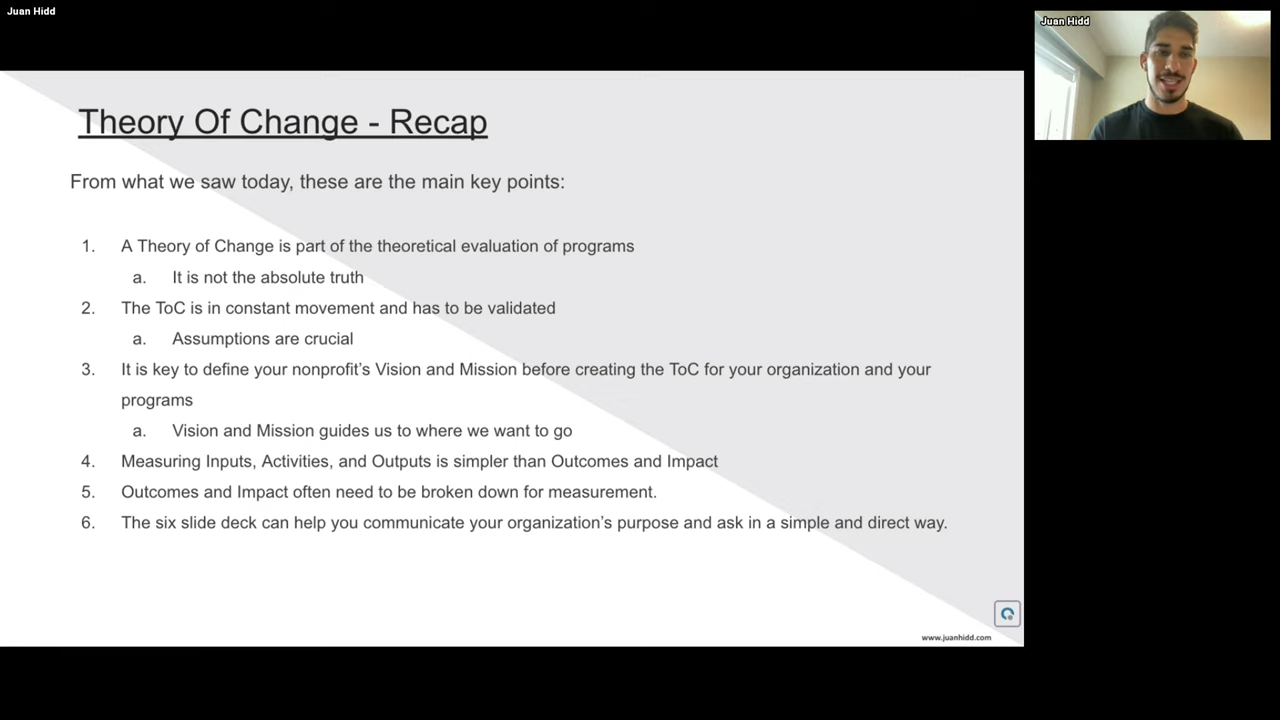 Juan Hidd
Juan Hidd
Theory Of Change - Recap
From what we saw today, these are the main key points:
1. A Theory of Change is part of the theoretical evaluation of programs
a. It is not the absolute truth
2. The ToC is in constant movement and has to be validated
a. Assumptions are crucial
3. It is key to define your nonprofit’s Vision and Mission before creating the ToC for your organization and your
programs
a. Vision and Mission guides us to where we want to go
4. Measuring Inputs, Activities, and Outputs is simpler than Outcomes and Impact
5. Outcomes and Impact often need to be broken down for measurement.
6. The six slide deck can help you communicate your organization’s purpose and ask in a simple and direct way.
www.juanhidd.com